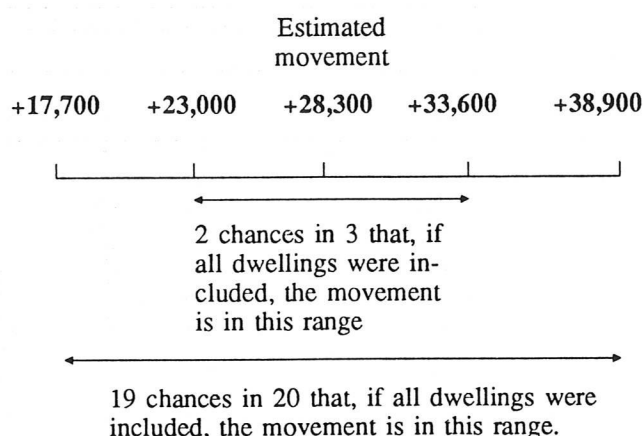 Estimated
movement
+17,700 +23,000 +28,300 +33,600 +38,900
2 chances in 3 that, if
all dwellings were in-
cluded, the movement
is in this range
19 chances in 20 that, if all dwellings were
included, the movement is in this range.